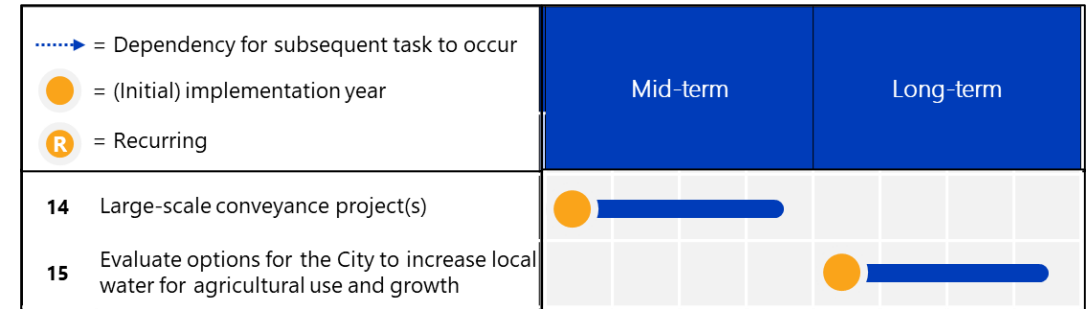 = Dependency for subsequent task to occur
= (Initial) implementation year
R = Recurring
Mid-term
Long-term
14 Large-scale conveyance project(s)
15 Evaluate options for the City to increase local
water for agricultural use and growth